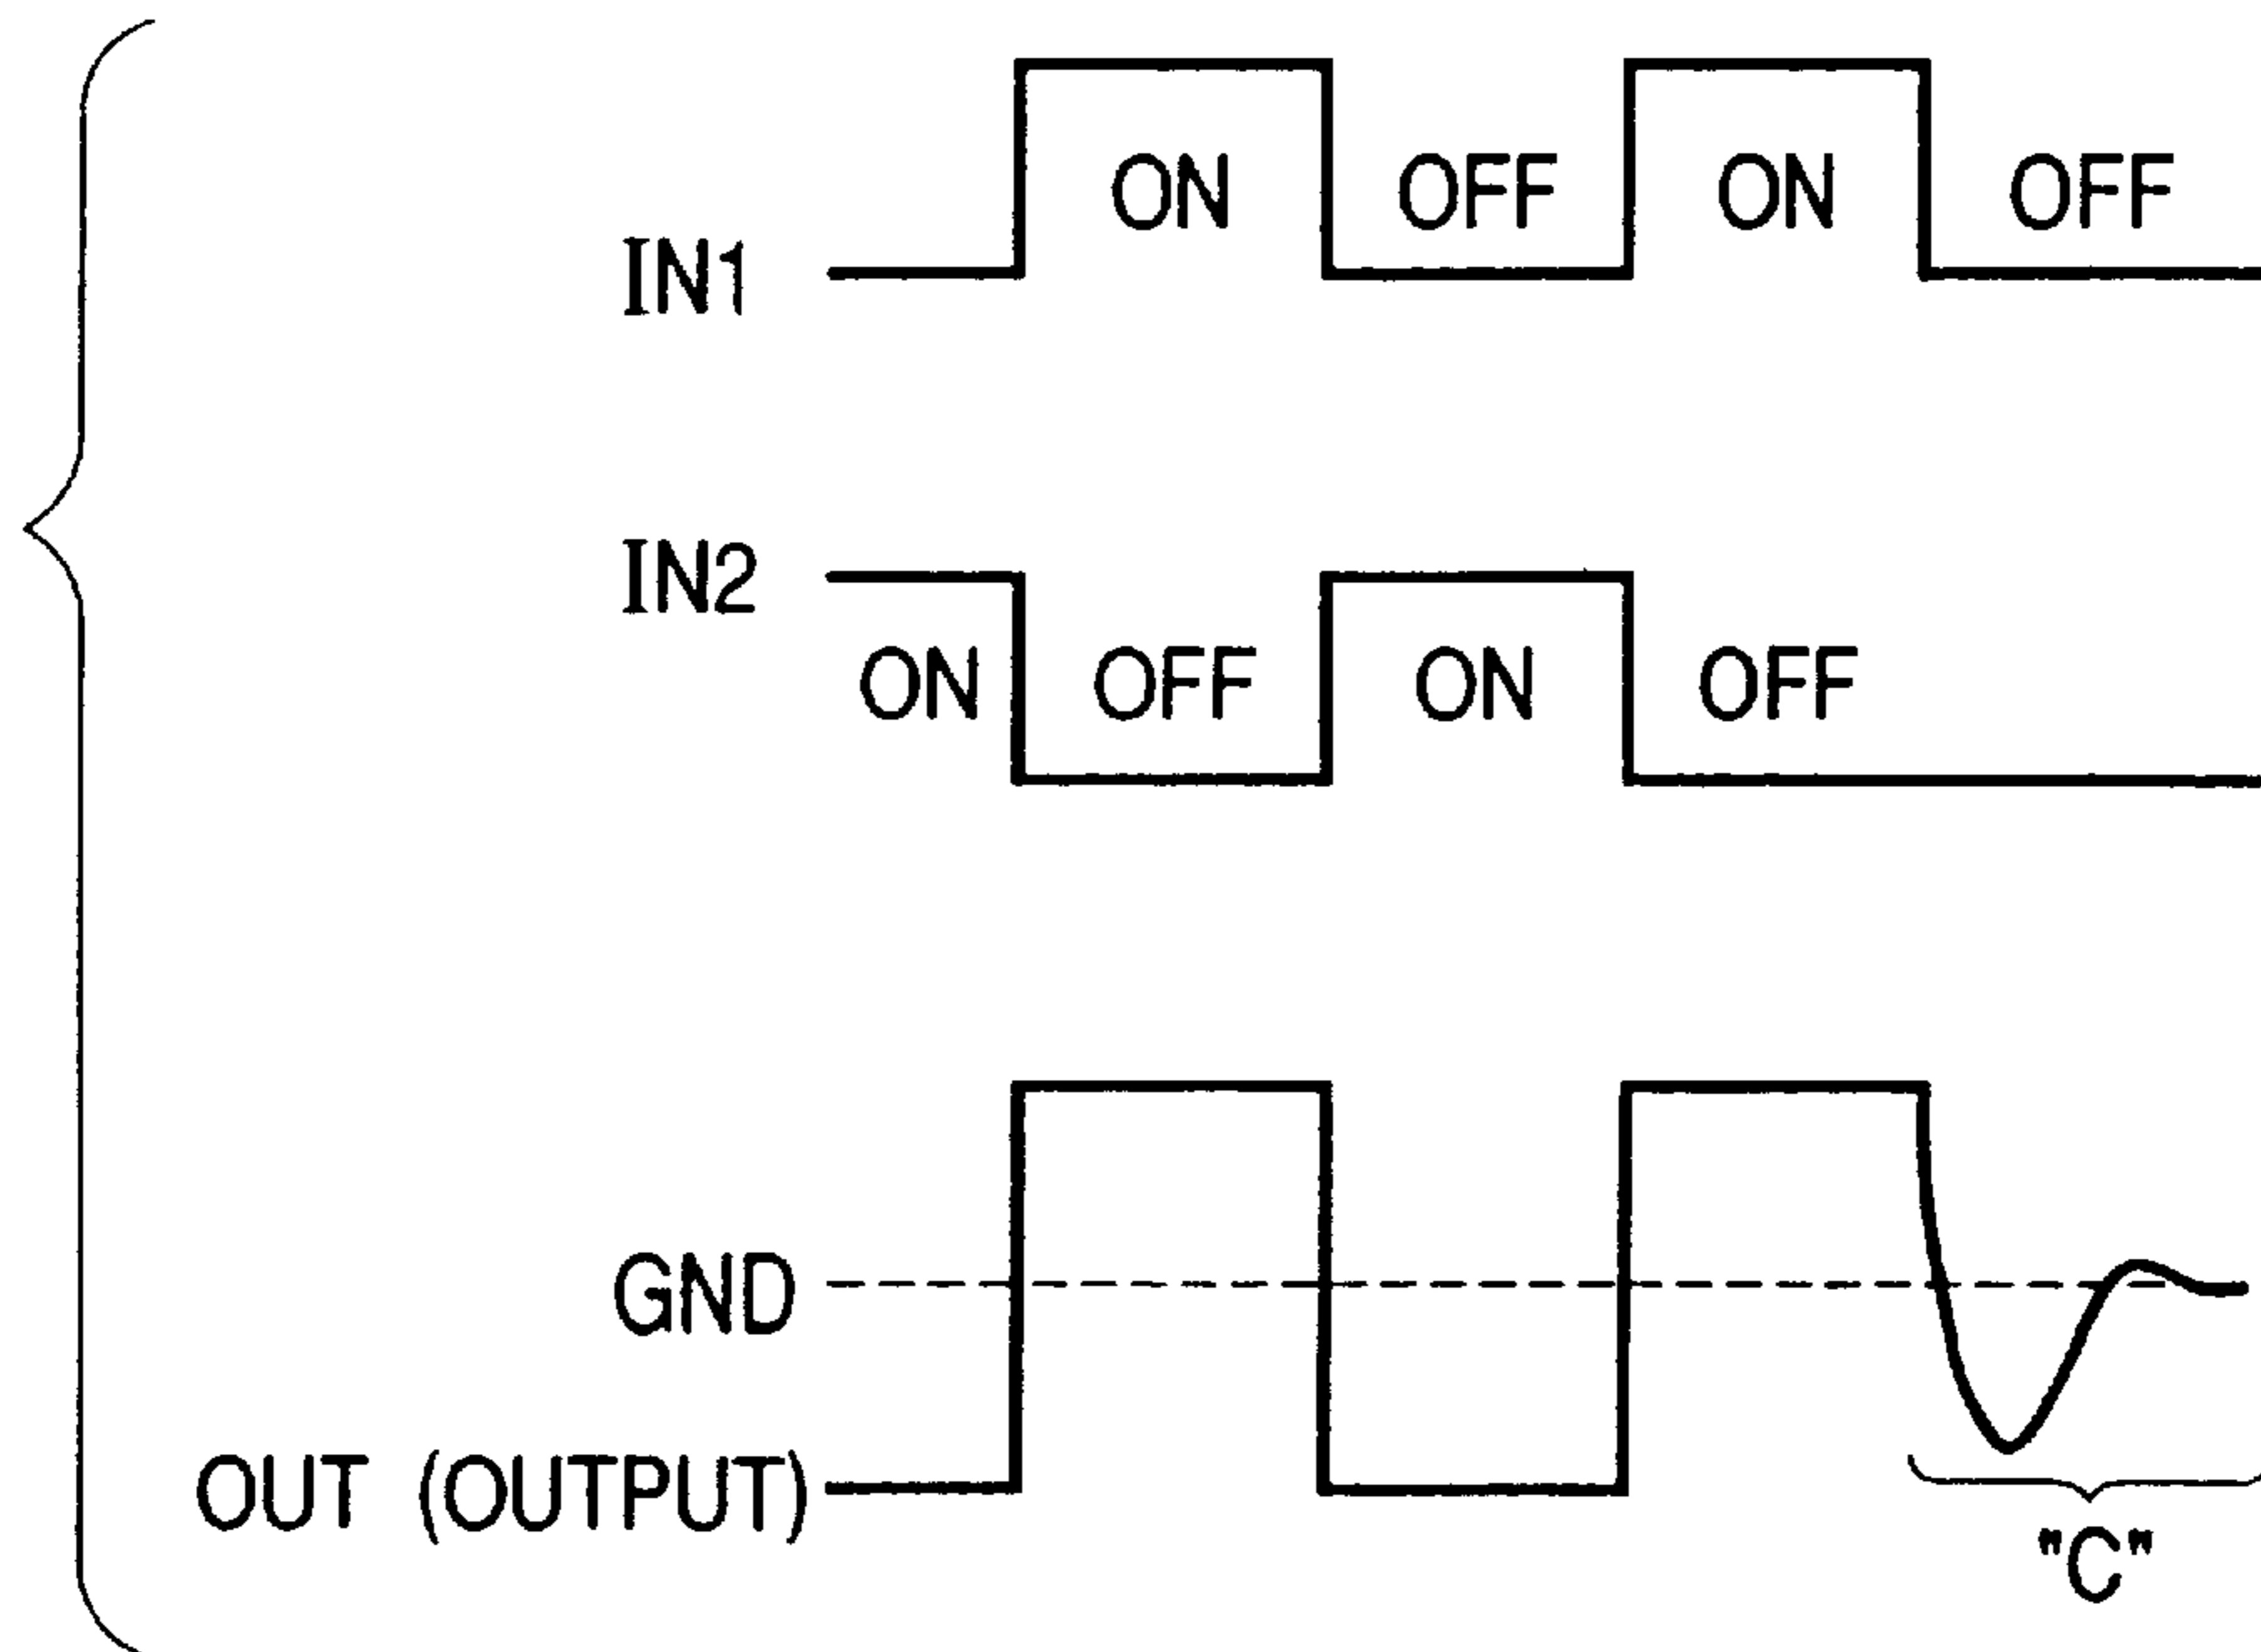 ON OFF ON OFF
IN1
IN2
ON OFF ON OFF
GND
OUT (OUTPUT)
"C"